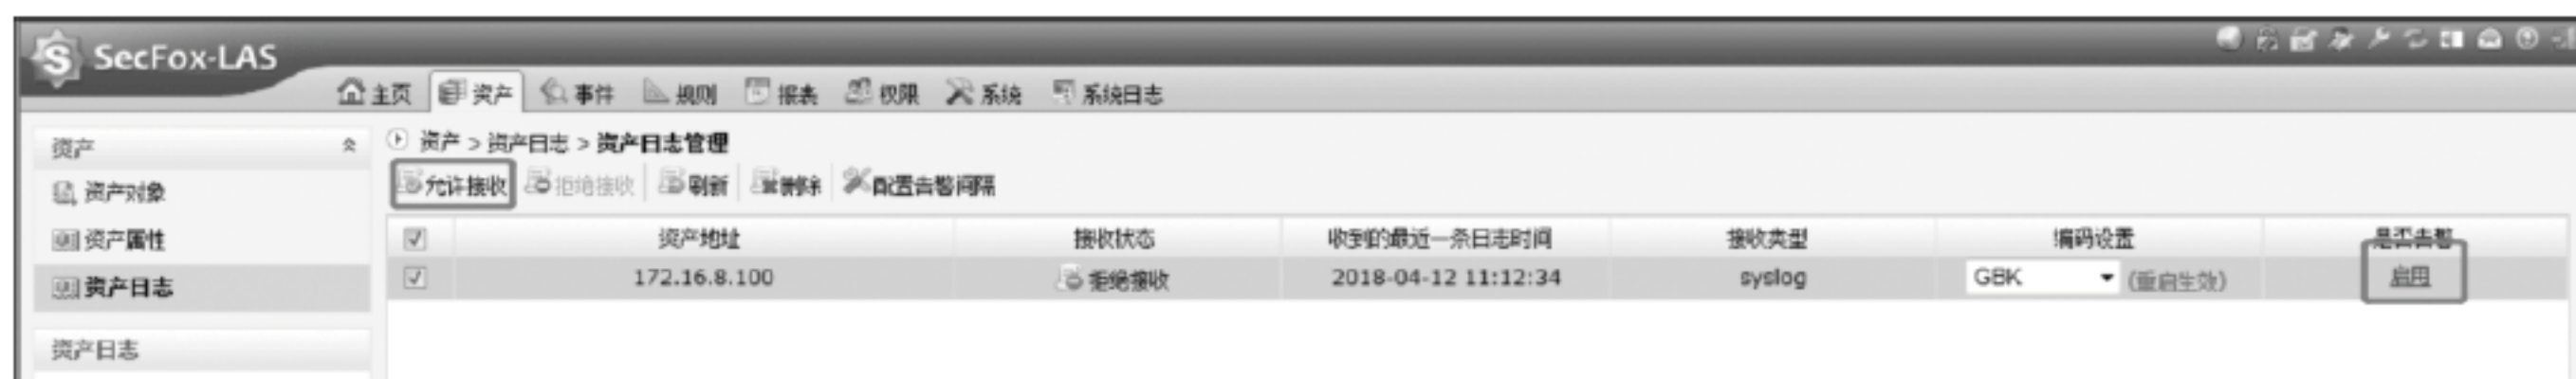 SecFox-LAS
主页 资产 事件 规则 报表 权限 系统 系统日志
资产
资产 > 资产日志 > 资产日志管理
资产对象
允许接收 拒绝接收 刷新 删除 配置告警间隔
资产属性
资产地址 接收状态 收到的最近一条日志时间 接收类型 编码设置 是否告警
资产日志
172.16.8.100 拒绝接收 2018-04-12 11:12:34 syslog GBK (重启生效) 启用
资产日志